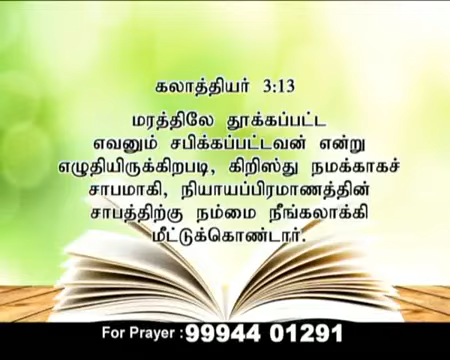 கலாத்தியர் 3:13
மரத்திலே தூக்கப்பட்ட
எவனும் சபிக்கப்பட்டவன் என்று
எழுதியிருக்கிறபடி, கிறிஸ்து நமக்காகச்
சாபமாகி, நியாயப்பிரமாணத்தின்
சாபத்திற்கு நம்மை நீங்கலாக்கி
மீட்டுக்கொண்டார்.
For Prayer : 99944 01291